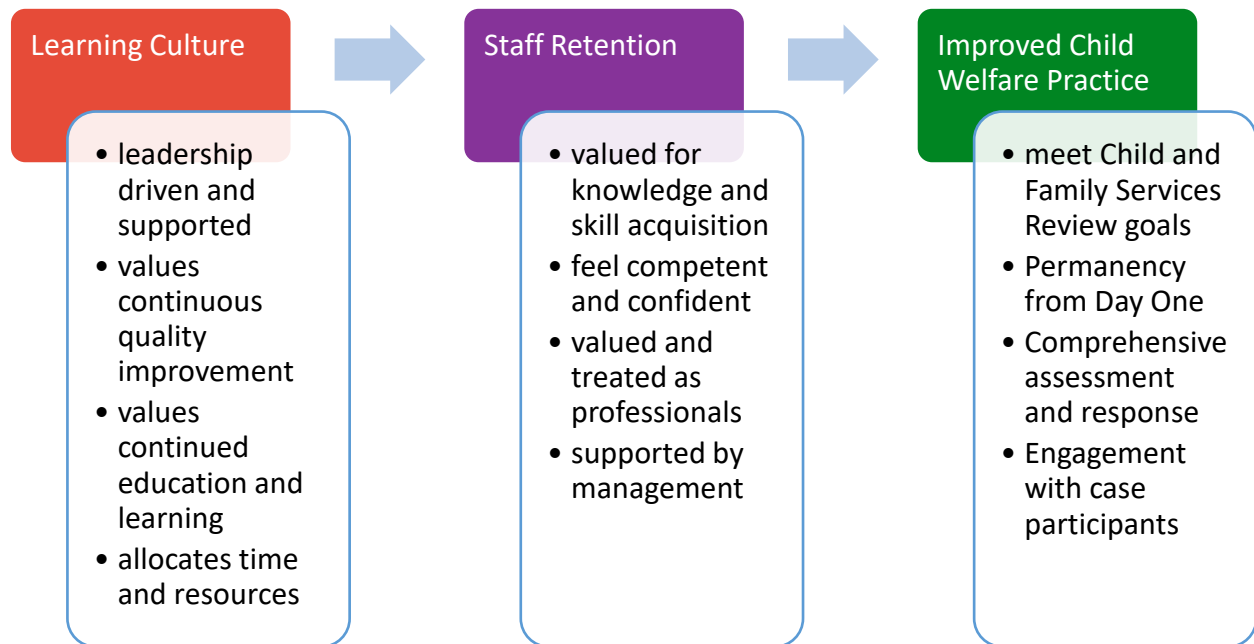 Learning Culture
• leadership
driven and
supported
• values
continuous
quality
improvement
• values
continued
education and
learning
• allocates time
and resources
Staff Retention
• valued for
knowledge and
skill acquisition
• feel competent
and confident
• valued and
treated as
professionals
• supported by
management
Improved Child
Welfare Practice
• meet Child and
Family Services
Review goals
• Permanency
from Day One
• Comprehensive
assessment
and response
• Engagement
with case
participants